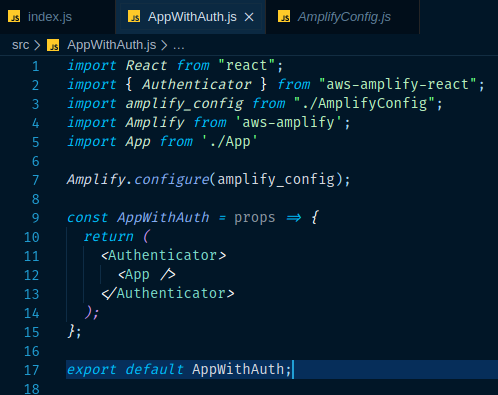 JS index.js JS AppWithAuth.js × JS AmplifyConfig.js
src > JS AppWithAuth.js > ...
1 import React from "react";
2 import { Authenticator } from "aws-amplify-react";
3 import amplify_config from "./AmplifyConfig";
4 import Amplify from 'aws-amplify';
5 import App from './App'
6
7 Amplify.configure(amplify_config);
8
9 const AppWithAuth = props => {
10 return (
11 <Authenticator>
12 <App />
13 </Authenticator>
14 );
15 };
16
17 export default AppWithAuth;
18